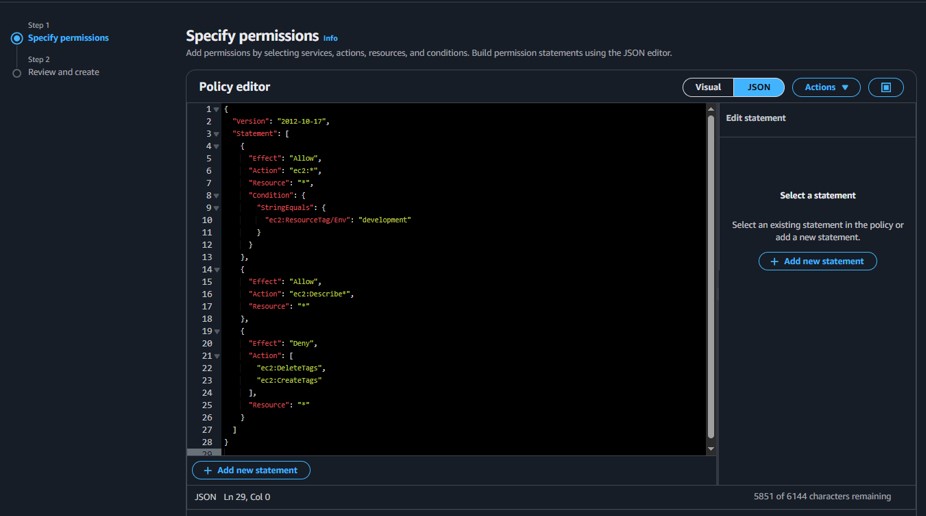 Step 1
Specify permissions
Step 2
Review and create
Specify permissions Info
Add permissions by selecting services, actions, resources, and conditions. Build permission statements using the JSON editor.
Policy editor
Visual JSON Actions
1 {
2 "Version": "2012-10-17",
3 "Statement": [
4 {
5 "Effect": "Allow",
6 "Action": "ec2:*",
7 "Resource": "*",
8 "Condition": {
9 "StringEquals": {
10 "ec2:ResourceTag/Env": "development"
11 }
12 }
13 },
14 {
15 "Effect": "Allow",
16 "Action": "ec2:Describe*",
17 "Resource": "*"
18 },
19 {
20 "Effect": "Deny",
21 "Action": [
22 "ec2:DeleteTags",
23 "ec2:CreateTags"
24 ],
25 "Resource": "*"
26 }
27 ]
28 }
29
+ Add new statement
JSON Ln 29, Col 0
5851 of 6144 characters remaining
Edit statement
Select a statement
Select an existing statement in the policy or
add a new statement.
+ Add new statement